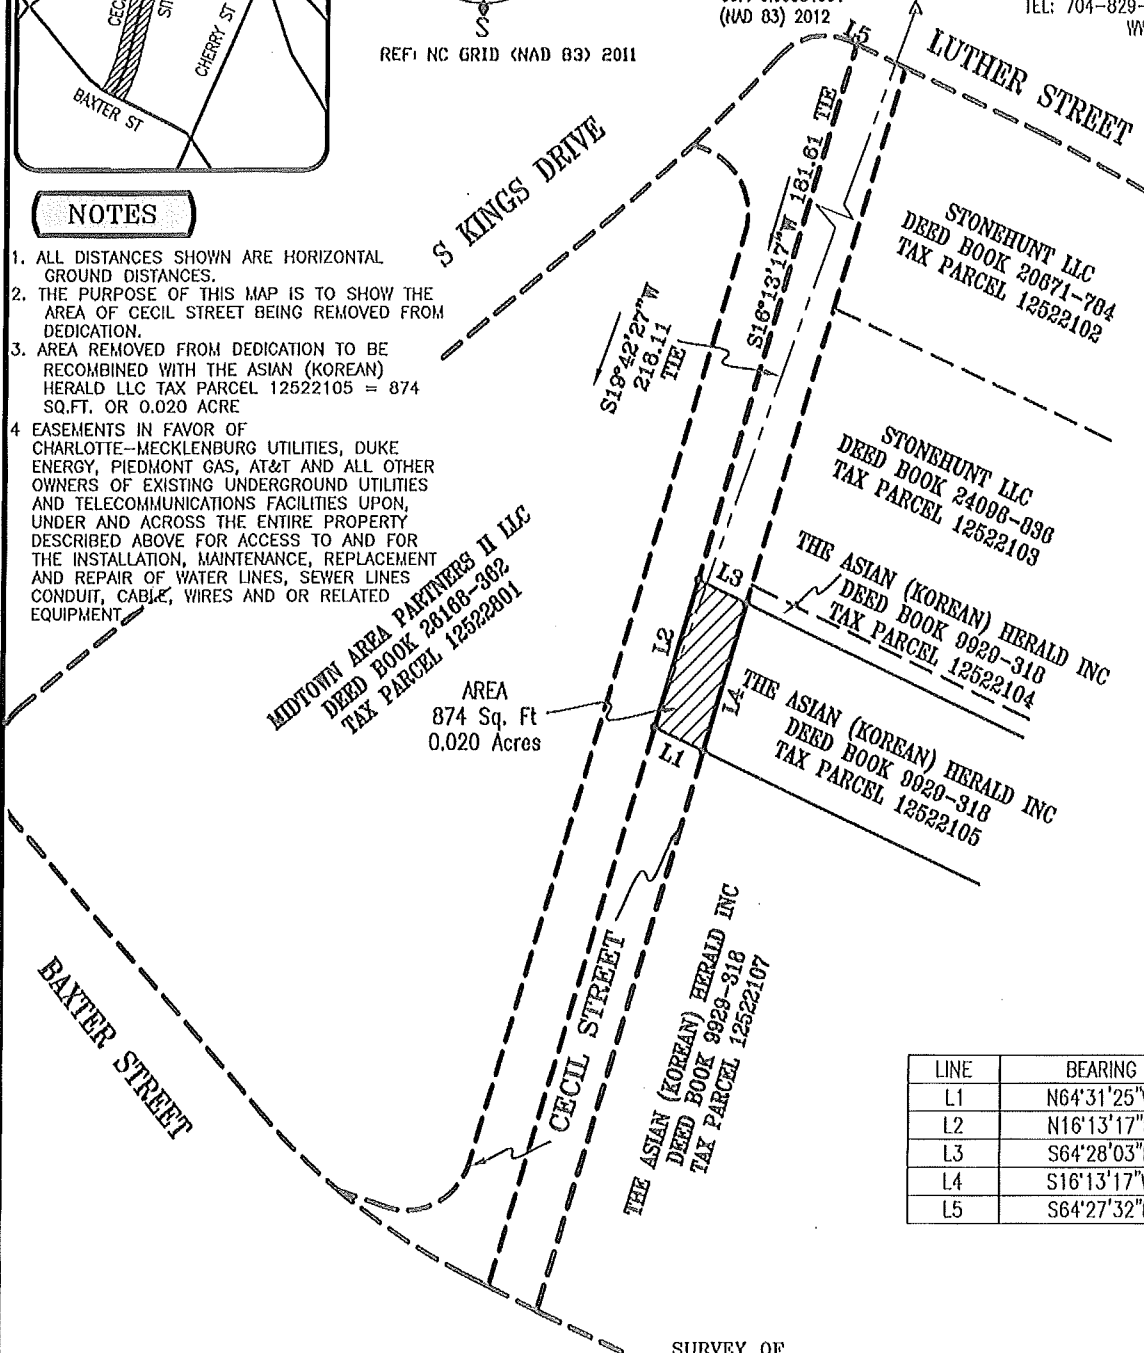 BAXTER ST
CHERRY ST
S
REF: NC GRID (NAD 83) 2011
(NAD 83) 2012
TEL: 704-829-
L5
LUTHER STREET
S KINGS DRIVE
NOTES
1. ALL DISTANCES SHOWN ARE HORIZONTAL
GROUND DISTANCES.
2. THE PURPOSE OF THIS MAP IS TO SHOW THE
AREA OF CECIL STREET BEING REMOVED FROM
DEDICATION.
3. AREA REMOVED FROM DEDICATION TO BE
RECOMBINED WITH THE ASIAN (KOREAN)
HERALD LLC TAX PARCEL 12522105 = 874
SQ.FT. OR 0.020 ACRE
4 EASEMENTS IN FAVOR OF
CHARLOTTE-MECKLENBURG UTILITIES, DUKE
ENERGY, PIEDMONT GAS, AT&T AND ALL OTHER
OWNERS OF EXISTING UNDERGROUND UTILITIES
AND TELECOMMUNICATIONS FACILITIES UPON,
UNDER AND ACROSS THE ENTIRE PROPERTY
DESCRIBED ABOVE FOR ACCESS TO AND FOR
THE INSTALLATION, MAINTENANCE, REPLACEMENT
AND REPAIR OF WATER LINES, SEWER LINES
CONDUIT, CABLE, WIRES AND OR RELATED
EQUIPMENT
S16°13'17"W 181.61 TIE
S19°42'27"W
218.11
TIE
STONEHUNT LLC
DEED BOOK 20671-764
TAX PARCEL 12522102
STONEHUNT LLC
DEED BOOK 24096-836
TAX PARCEL 12522103
THE ASIAN (KOREAN) HERALD INC
DEED BOOK 9929-318
TAX PARCEL 12522104
THE ASIAN (KOREAN) HERALD INC
DEED BOOK 9929-318
TAX PARCEL 12522105
MIDTOWN AREA PARTNERS II LLC
DEED BOOK 28168-362
TAX PARCEL 12522801
L3
L2
L4
L1
AREA
874 Sq. Ft
0.020 Acres
CECIL STREET
THE ASIAN (KOREAN) HERALD INC
DEED BOOK 9929-318
TAX PARCEL 12522107
BAXTER STREET
LINE BEARING
L1 N64°31'25"W
L2 N16°13'17"
L3 S64°28'03"
L4 S16°13'17"W
L5 S64°27'32"
SURVEY OF